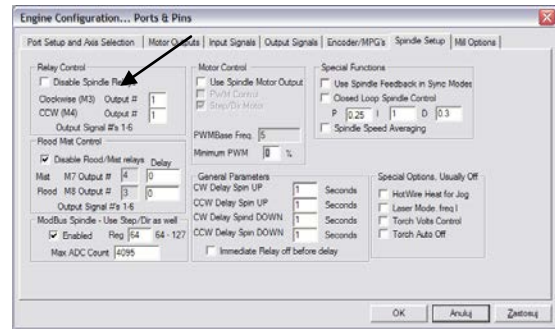 Engine Configuration... Ports & Pins
Port Setup and Axis Selection
Motor Outputs
Input Signals
Output Signals
Encoder/MPG's
Spindle Setup
Mill Options
Relay Control
Disable Spindle Relays
Clockwise (M3) Output # 1
CCW (M4) Output # 1
Output Signal #'s 1-6
Flood Mist Control
Disable Flood/Mist relays Delay
Mist M7 Output # 4 0
Flood M8 Output # 3 0
Output Signal #'s 1-6
ModBus Spindle - Use Step/Dir as well
Enabled Reg 64 64 - 127
Max ADC Count 4095
Motor Control
Use Spindle Motor Output
PWM Control
Step/Dir Motor
PWMBase Freq. 5
Minimum PWM 0 %
General Parameters
CW Delay Spin UP 1 Seconds
CCW Delay Spin UP 1 Seconds
CW Delay Spind DOWN 1 Seconds
CCW Delay Spin DOWN 1 Seconds
Immediate Relay off before delay
Special Functions
Use Spindle Feedback in Sync Modes
Closed Loop Spindle Control
P 0.25 I 1 D 0.3
Spindle Speed Averaging
Special Options, Usually Off
HotWire Heat for Jog
Laser Mode. freq
Torch Volts Control
Torch Auto Off
OK Anuluj Zastosuj